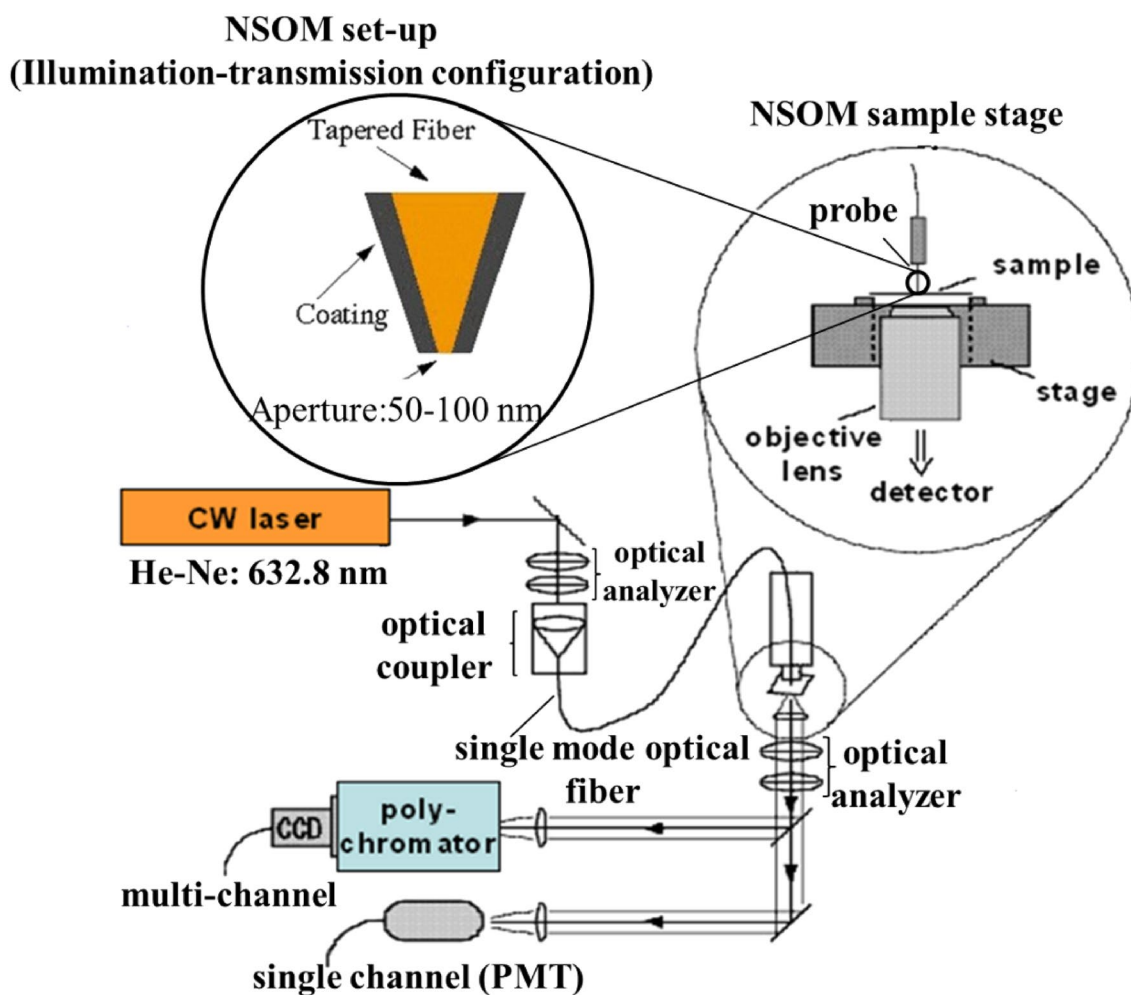 NSOM set-up
(Illumination-transmission configuration)
Tapered Fiber
Coating
Aperture:50-100 nm
NSOM sample stage
probe
sample
stage
objective
lens
detector
CW laser
He-Ne: 632.8 nm
optical
analyzer
optical
coupler
single mode optical
fiber
optical
analyzer
poly-
chromator
CCD
multi-channel
single channel (PMT)